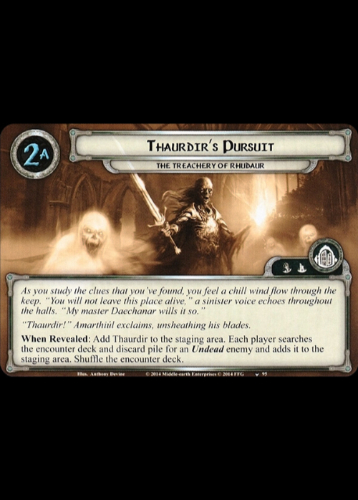 2A
THAURDIR'S PURSUIT
THE TREACHERY OF RHUDAUR
As you study the clues that you've found, you feel a chill wind flow through the
keep. "You will not leave this place alive," a sinister voice echoes throughout
the halls. "My master Daechanar wills it so."
"Thaurdir!" Amarthiúl exclaims, unsheathing his blades.
When Revealed: Add Thaurdir to the staging area. Each player searches
the encounter deck and discard pile for an Undead enemy and adds it to the
staging area. Shuffle the encounter deck.
Illus. Anthony Devine © 2014 Middle-earth Enterprises © 2014 FFG